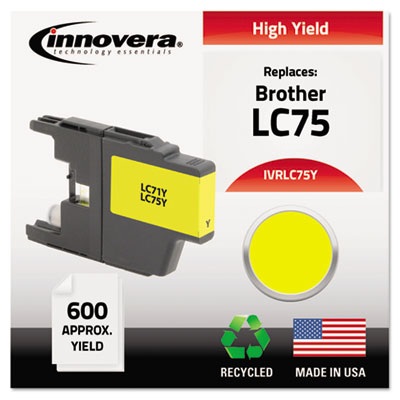 innovera
technology essentials
High Yield
Replaces:
Brother
LC75
IVRLC75Y
LC71Y
LC75Y
Y
600
APPROX.
YIELD
RECYCLED
MADE IN USA